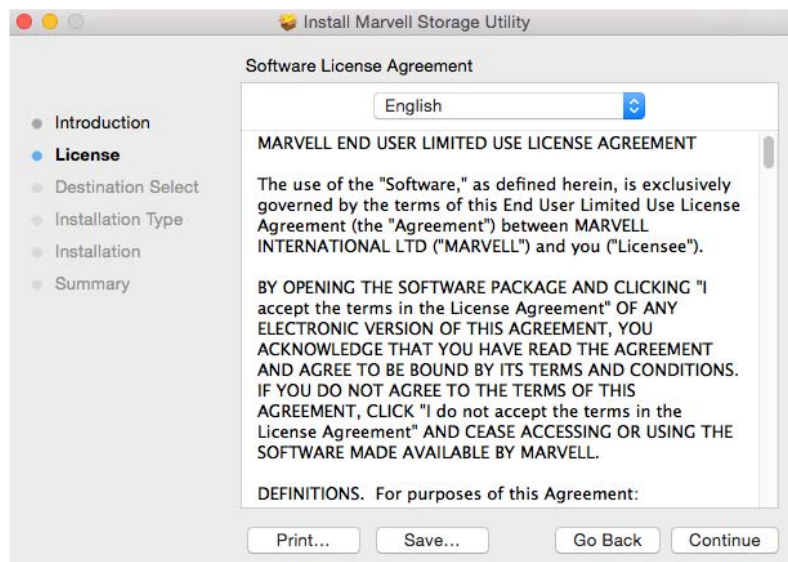 Install Marvell Storage Utility
Software License Agreement
English
Introduction
License
Destination Select
Installation Type
Installation
Summary
MARVELL END USER LIMITED USE LICENSE AGREEMENT
The use of the "Software," as defined herein, is exclusively
governed by the terms of this End User Limited Use License
Agreement (the "Agreement") between MARVELL
INTERNATIONAL LTD ("MARVELL") and you ("Licensee").
BY OPENING THE SOFTWARE PACKAGE AND CLICKING "I
accept the terms in the License Agreement" OF ANY
ELECTRONIC VERSION OF THIS AGREEMENT, YOU
ACKNOWLEDGE THAT YOU HAVE READ THE AGREEMENT
AND AGREE TO BE BOUND BY ITS TERMS AND CONDITIONS.
IF YOU DO NOT AGREE TO THE TERMS OF THIS
AGREEMENT, CLICK "I do not accept the terms in the
License Agreement" AND CEASE ACCESSING OR USING THE
SOFTWARE MADE AVAILABLE BY MARVELL.
DEFINITIONS.  For purposes of this Agreement:
Print...
Save...
Go Back
Continue